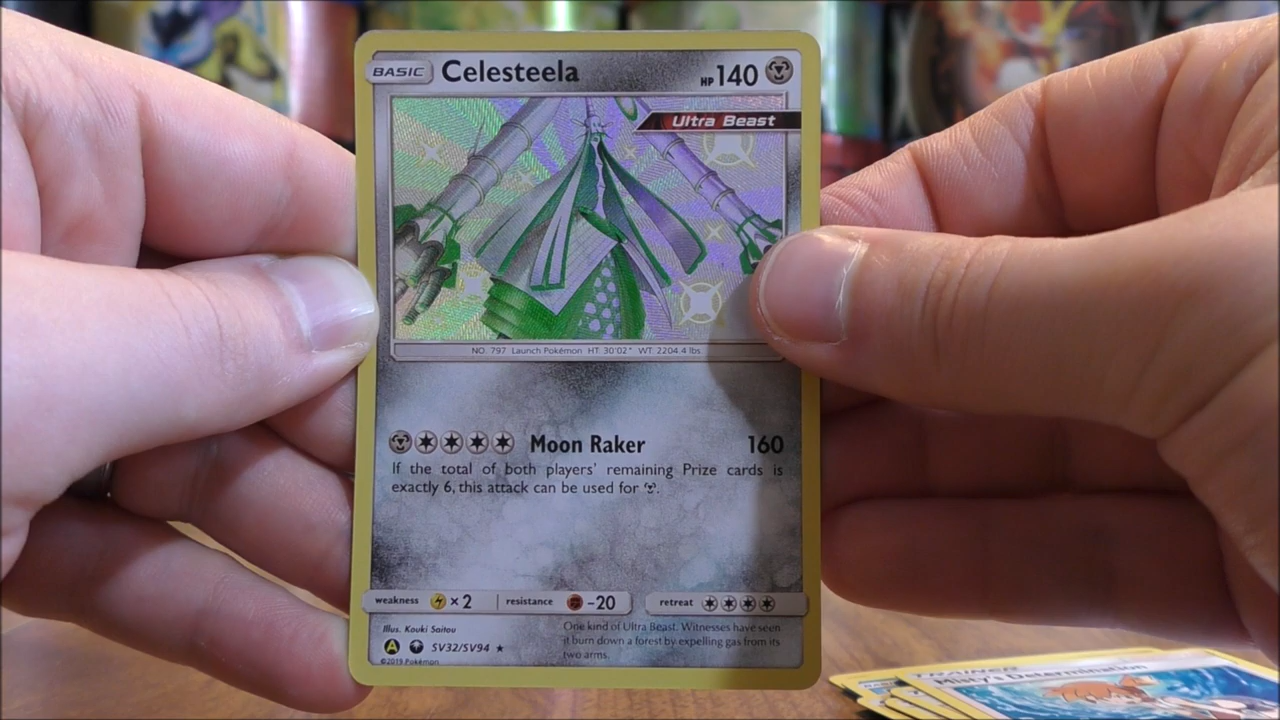 BASIC Celesteela HP 140
Ultra Beast
NO. 797 Launch Pokémon HT 30'02" WT 2204.4 lbs.
Moon Raker 160
If the total of both players' remaining Prize cards is
exactly 6, this attack can be used for .
weakness ×2 resistance -20 retreat
Illus. Kouki Saitou
A SV32/SV94 ★
©2019 Pokémon
One kind of Ultra Beast. Witnesses have seen
it burn down a forest by expelling gas from its
two arms.
TRAINER
Misty's Determination